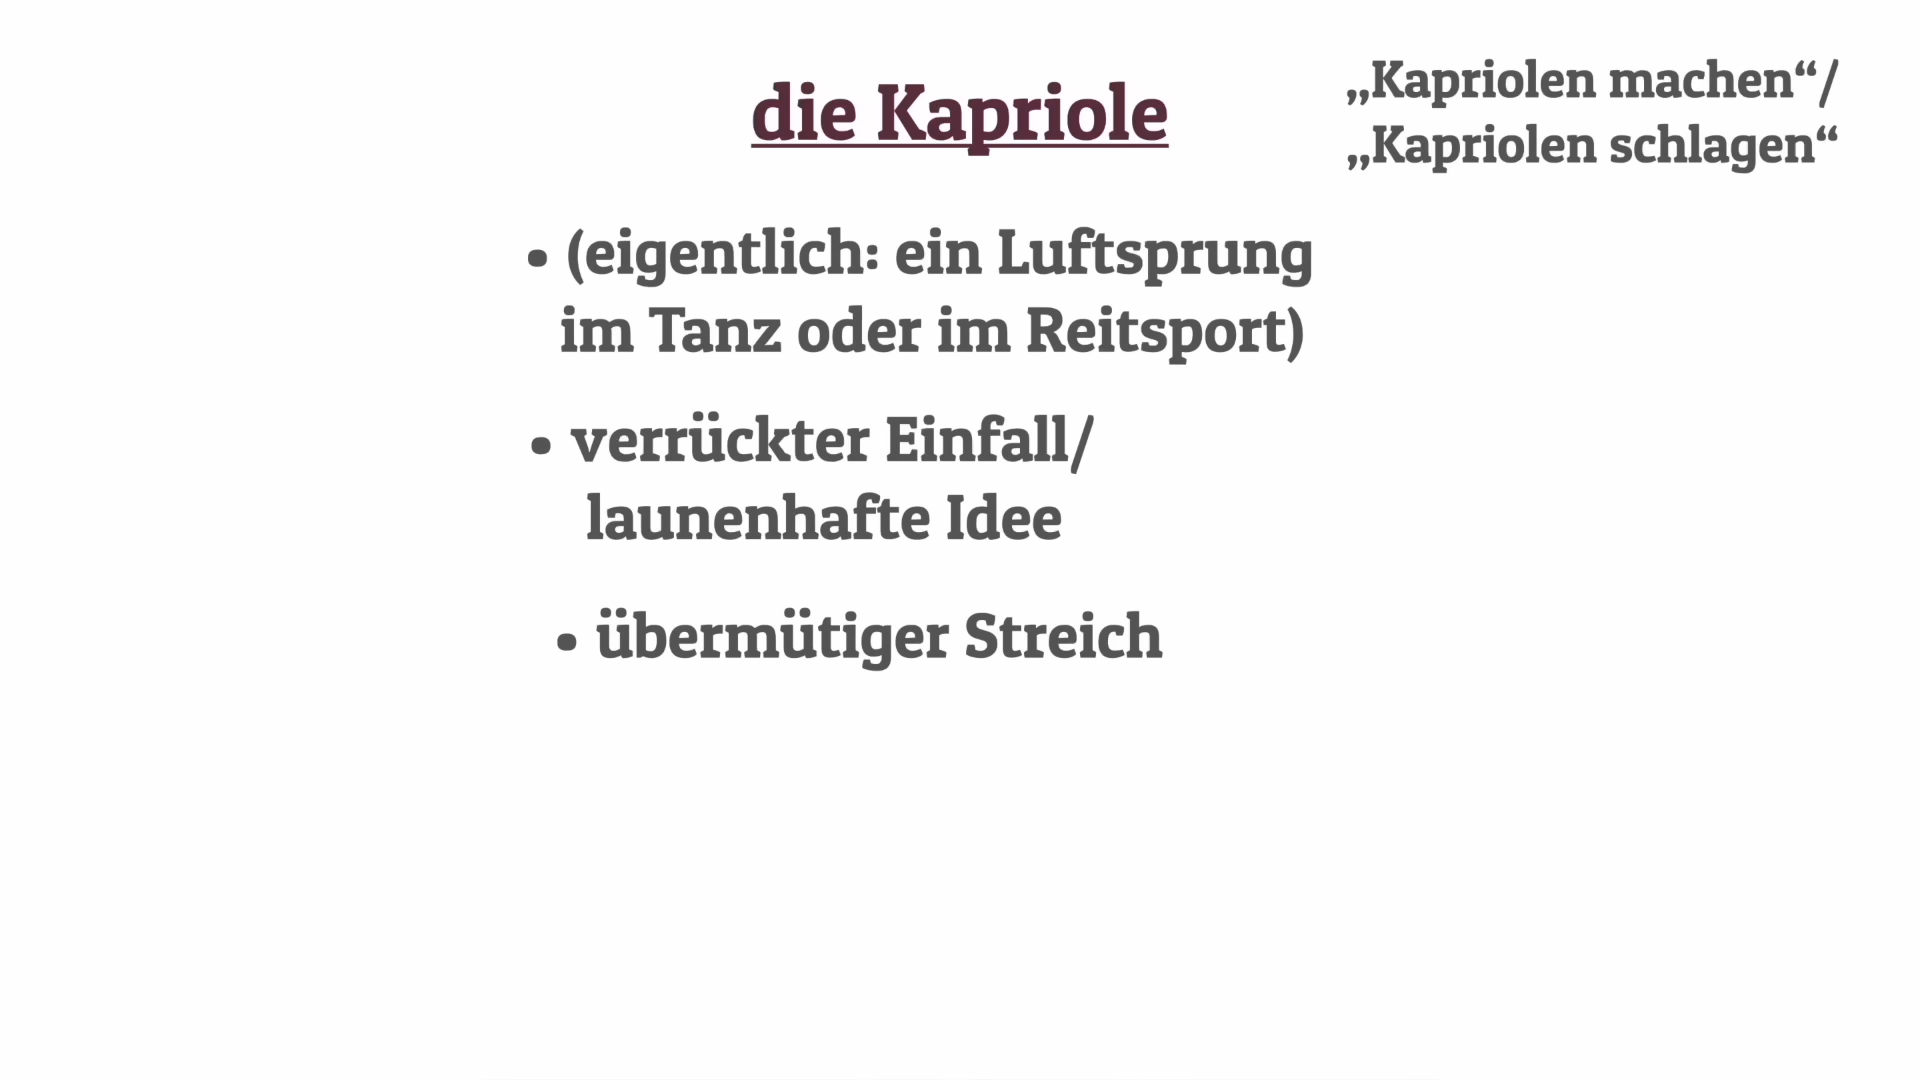 die Kapriole
„Kapriolen machen“/
„Kapriolen schlagen“
• (eigentlich: ein Luftsprung
im Tanz oder im Reitsport)
• verrückter Einfall/
launenhafte Idee
• übermütiger Streich